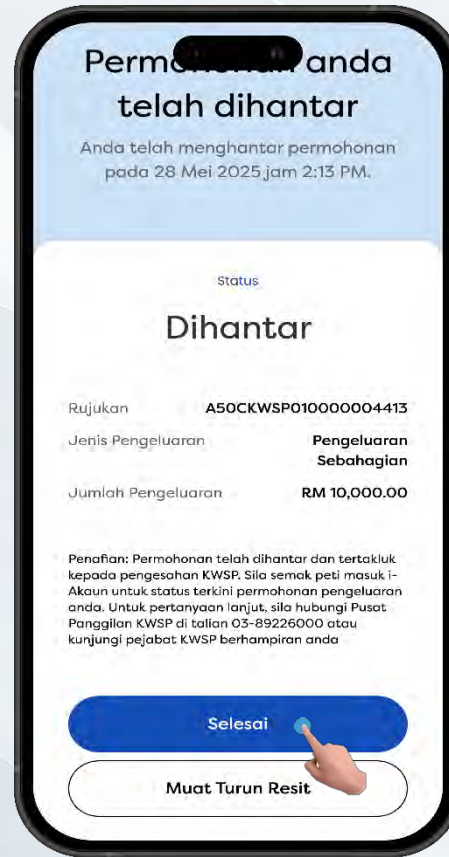 Permohonan anda
telah dihantar
Anda telah menghantar permohonan
pada 28 Mei 2025 jam 2:13 PM.
Status
Dihantar
Rujukan A50CKWSP010000004413
Jenis Pengeluaran Pengeluaran
Sebahagian
Jumlah Pengeluaran RM 10,000.00
Penafian: Permohonan telah dihantar dan tertakluk
kepada pengesahan KWSP. Sila semak peti masuk i-
Akaun untuk status terkini permohonan pengeluaran
anda. Untuk pertanyaan lanjut, sila hubungi Pusat
Panggilan KWSP di talian 03-89226000 atau
kunjungi pejabat KWSP berhampiran anda
Selesai
Muat Turun Resit